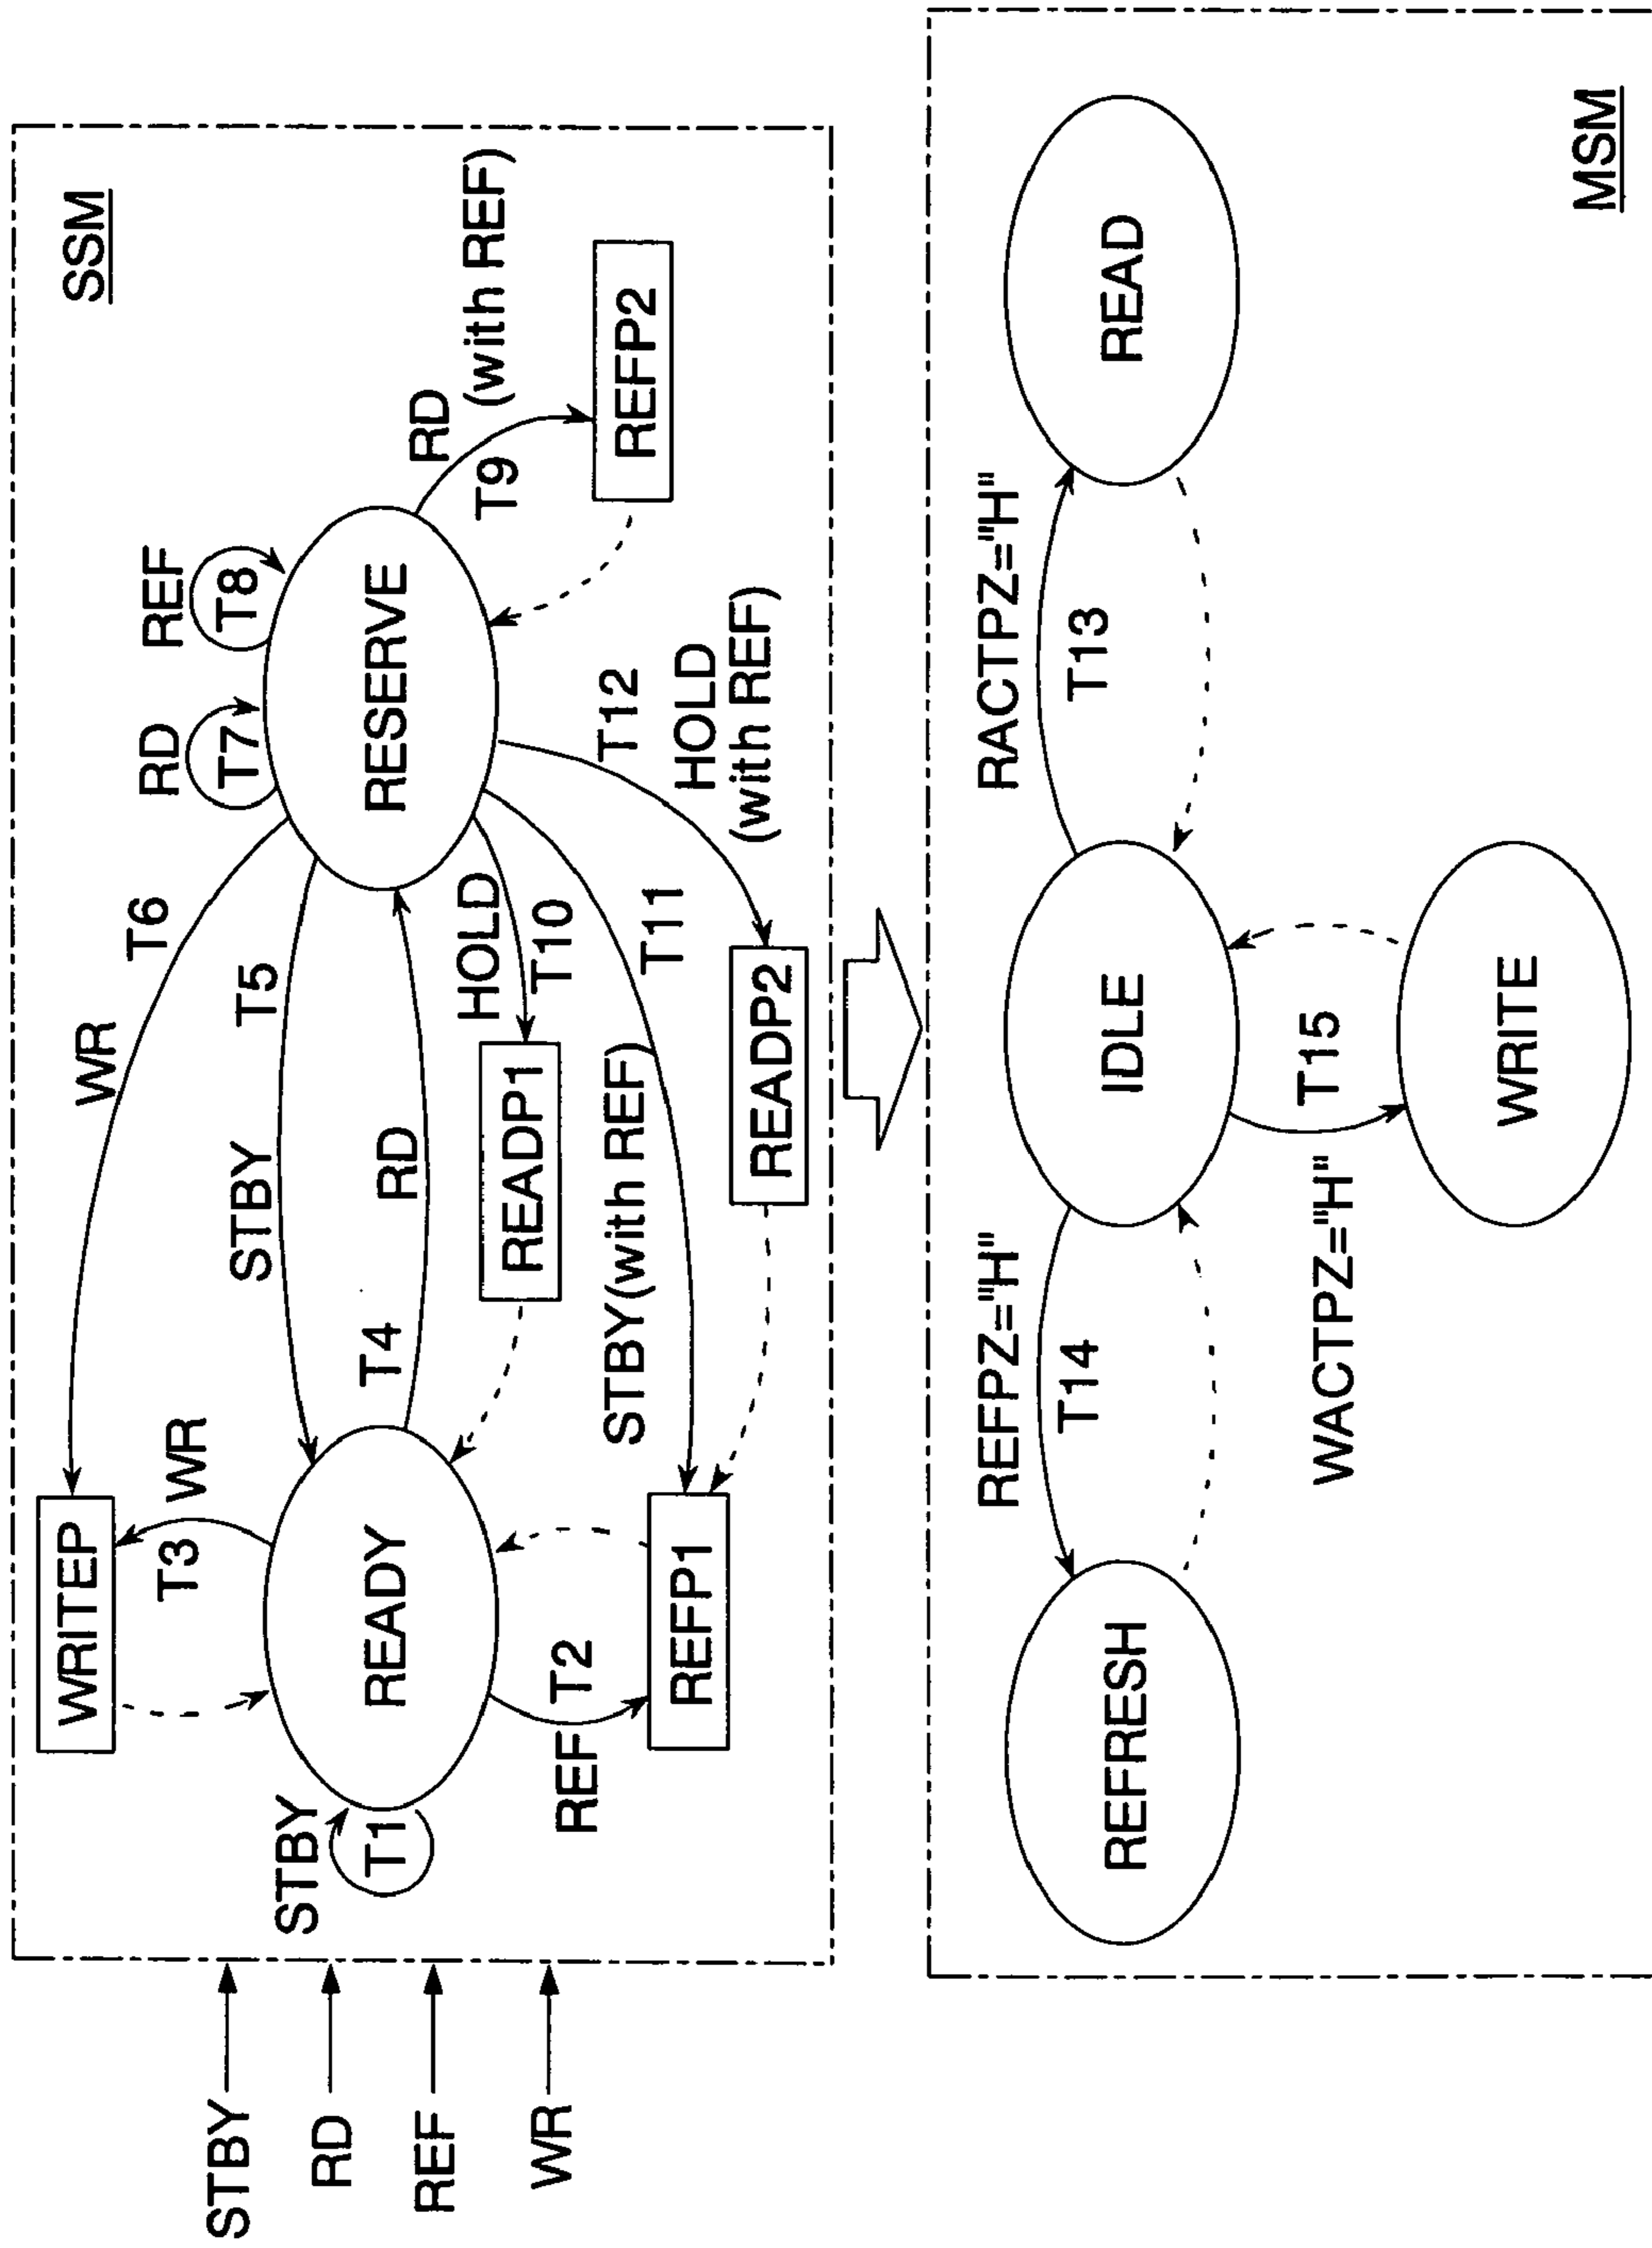 SSM
STBY
RD
REF
WR
WRITEP
WR
T6
T3
WR
STBY
T1
READY
STBY
T5
T4
RD
RD
T7
REF
T8
RESERVE
RD
(with REF)
T9
REFP2
HOLD
T10
READP1
REF
T2
REFP1
STBY(with REF)
T11
T12
HOLD
(with REF)
READP2
REFPZ="H"
T14
RACTPZ="H"
T13
REFRESH
IDLE
READ
WACTPZ="H"
T15
WRITE
MSM